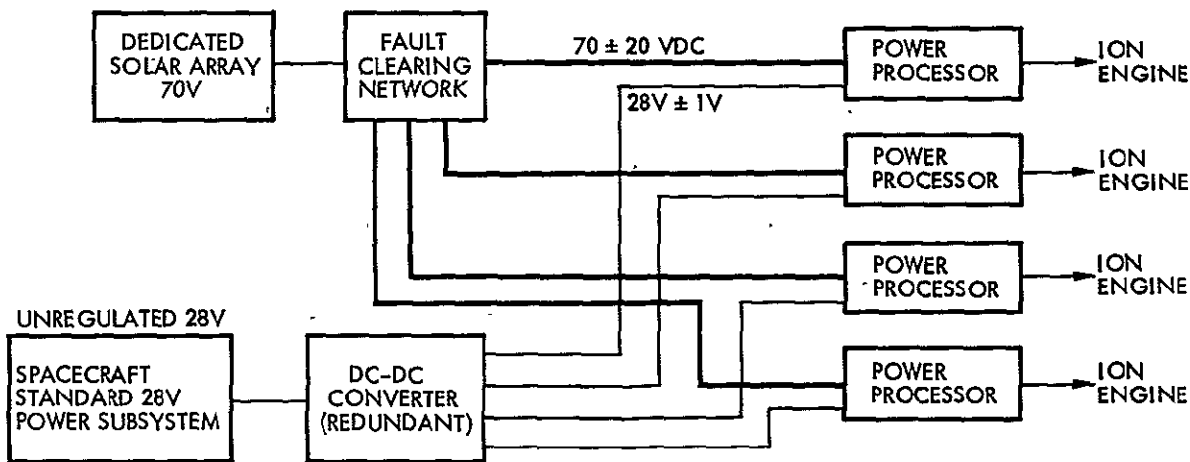 DEDICATED
SOLAR ARRAY
70V
FAULT
CLEARING
NETWORK
70 ± 20 VDC
28V ± 1V
POWER
PROCESSOR
ION
ENGINE
POWER
PROCESSOR
ION
ENGINE
POWER
PROCESSOR
ION
ENGINE
UNREGULATED 28V
SPACECRAFT
STANDARD 28V
POWER SUBSYSTEM
DC-DC
CONVERTER
(REDUNDANT)
POWER
PROCESSOR
ION
ENGINE